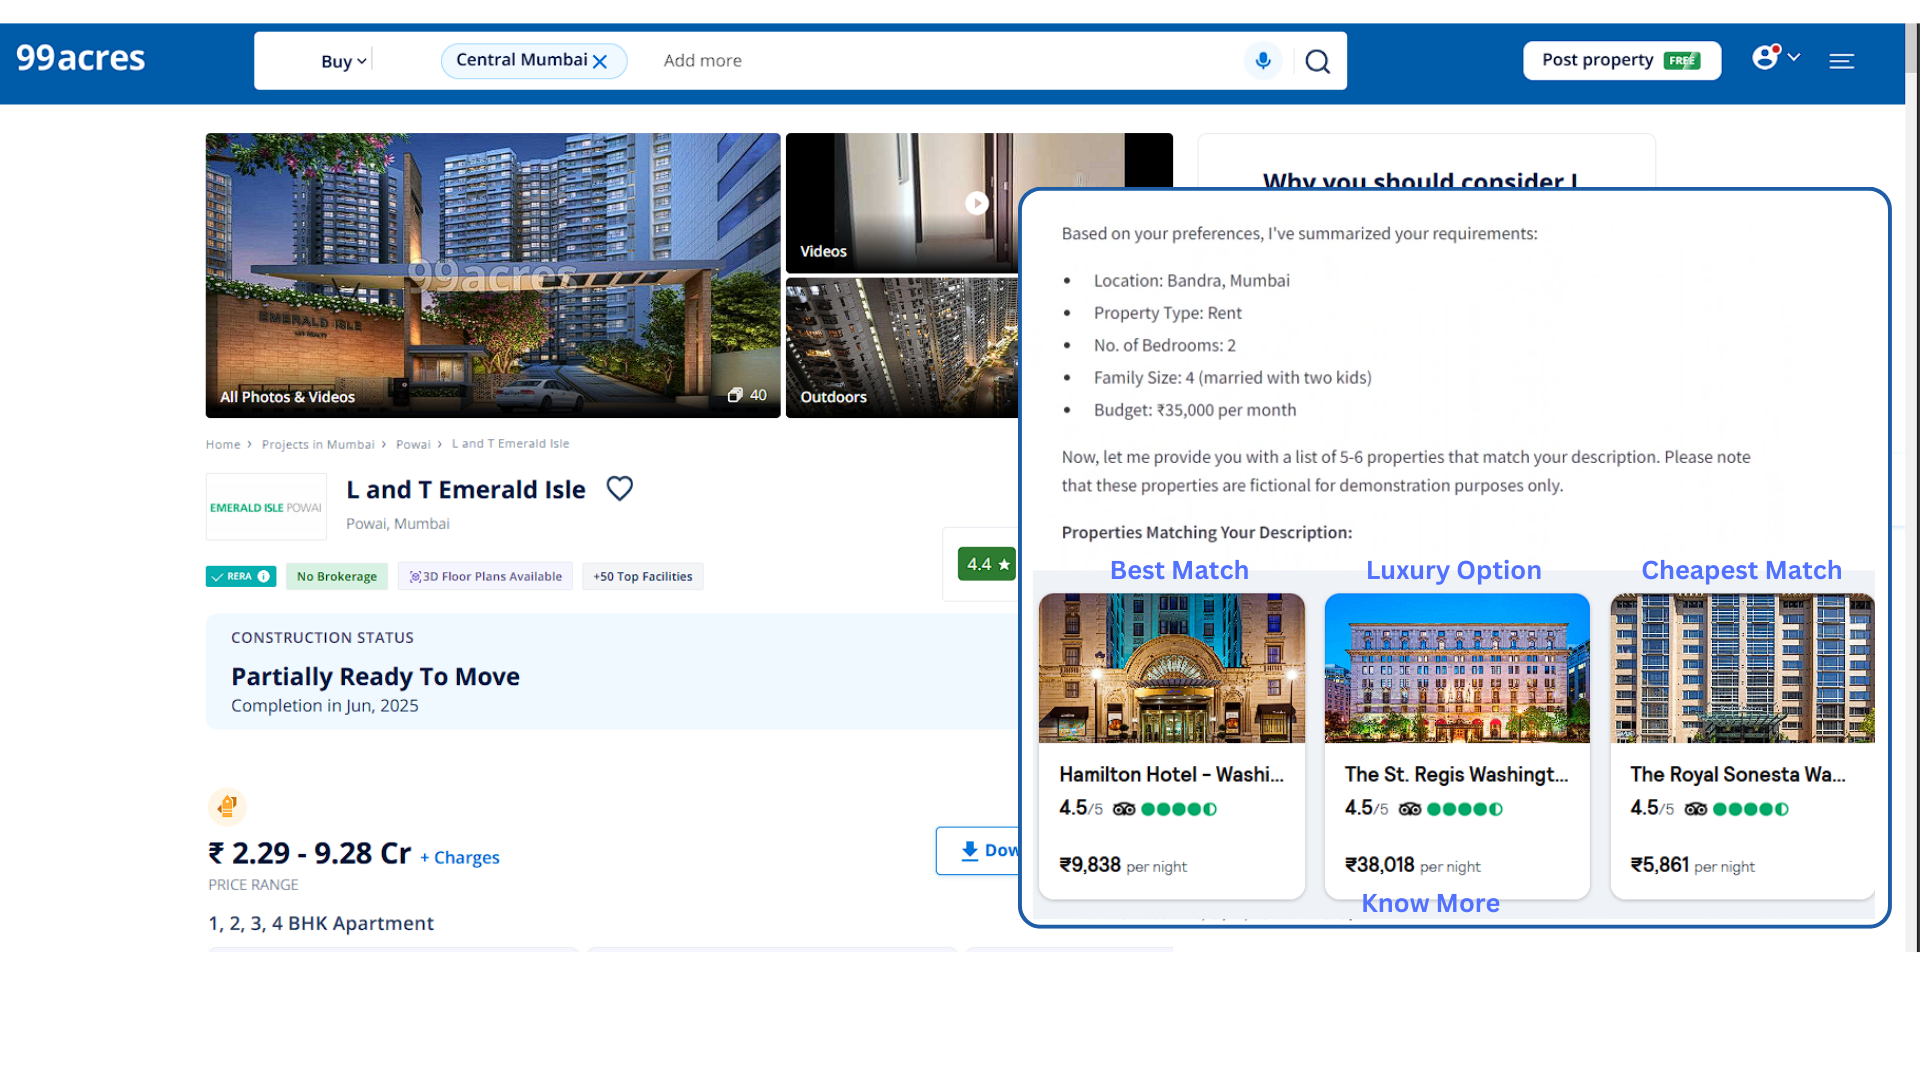 99acres
Buy
Central Mumbai
Add more
Post property FREE
99acres
EMERALD ISLE
All Photos & Videos
40
Videos
Outdoors
Why you should consider L
Home › Projects in Mumbai › Powai › L and T Emerald Isle
EMERALD ISLE POWAI
L and T Emerald Isle
Powai, Mumbai
RERA
No Brokerage
3D Floor Plans Available
+50 Top Facilities
4.4 ★
CONSTRUCTION STATUS
Partially Ready To Move
Completion in Jun, 2025
₹ 2.29 - 9.28 Cr + Charges
PRICE RANGE
Dow
1, 2, 3, 4 BHK Apartment
Based on your preferences, I've summarized your requirements:
• Location: Bandra, Mumbai
• Property Type: Rent
• No. of Bedrooms: 2
• Family Size: 4 (married with two kids)
• Budget: ₹35,000 per month
Now, let me provide you with a list of 5-6 properties that match your description. Please note
that these properties are fictional for demonstration purposes only.
Properties Matching Your Description:
Best Match
Luxury Option
Cheapest Match
Hamilton Hotel - Washi...
4.5/5
₹9,838 per night
The St. Regis Washingt...
4.5/5
₹38,018 per night
The Royal Sonesta Wa...
4.5/5
₹5,861 per night
Know More